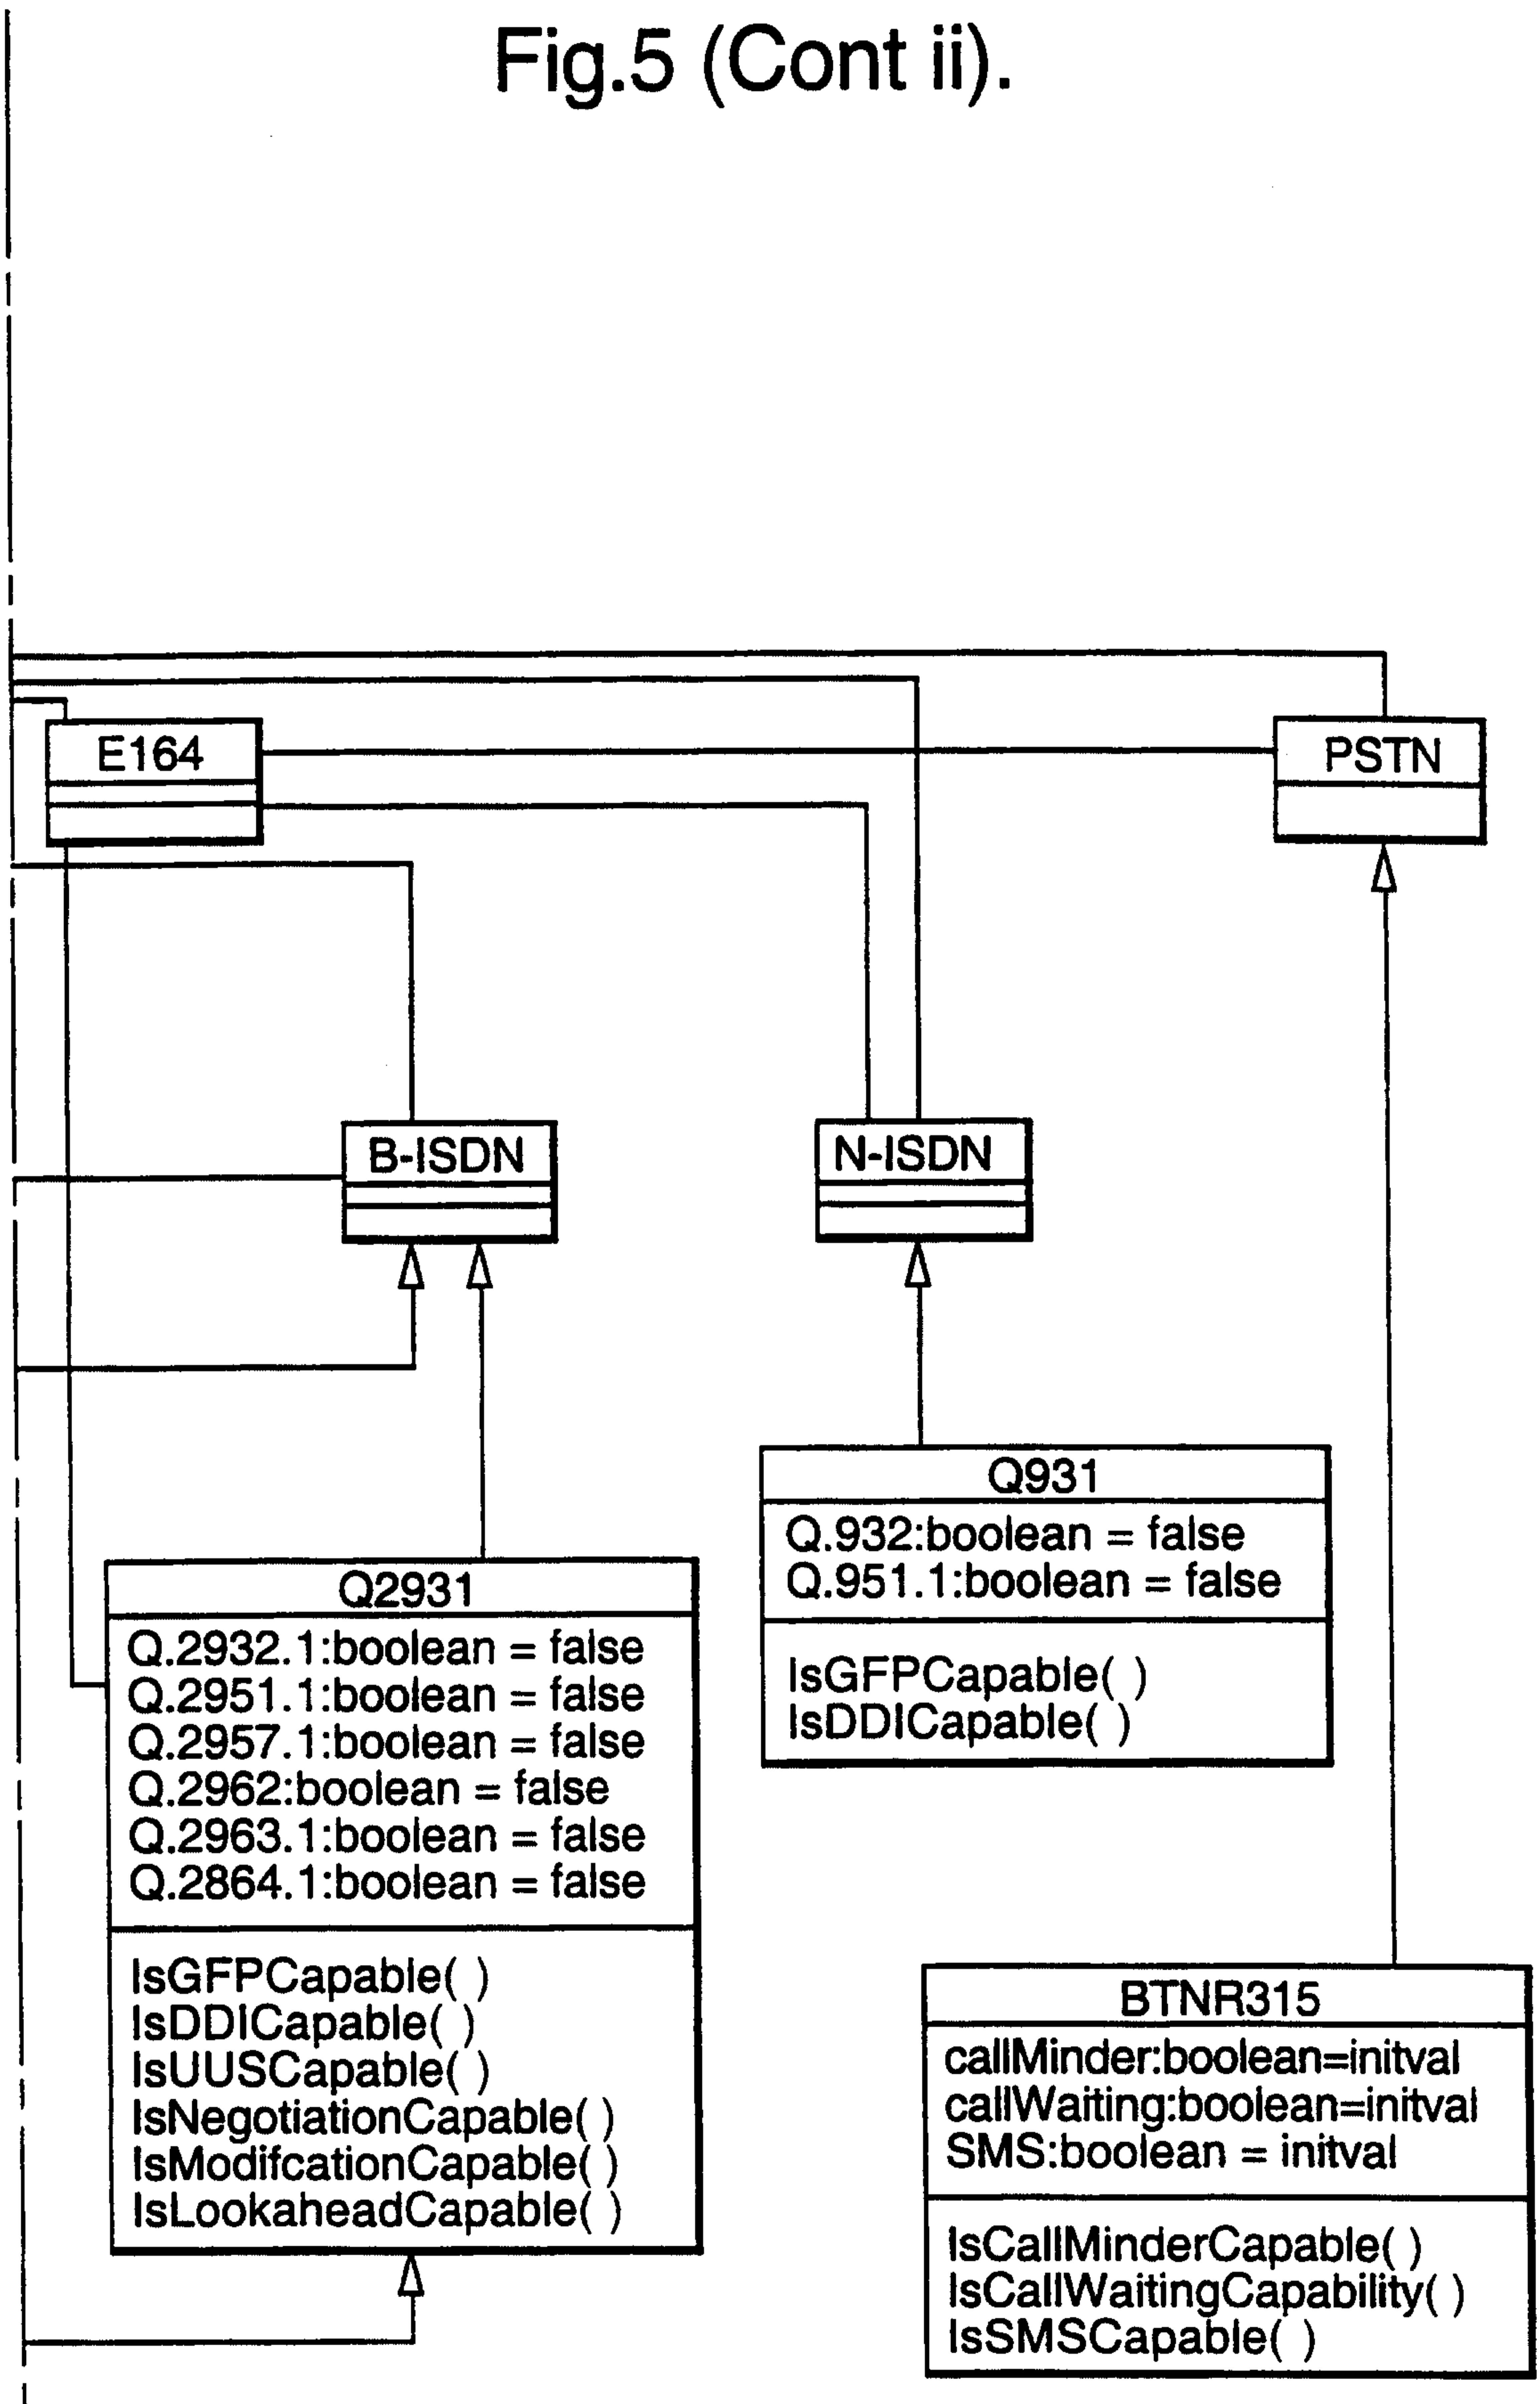 Fig.5 (Cont ii).
E164
PSTN
B-ISDN
N-ISDN
Q931
Q.932:boolean = false
Q.951.1:boolean = false
IsGFPCapable( )
IsDDICapable( )
Q2931
Q.2932.1:boolean = false
Q.2951.1:boolean = false
Q.2957.1:boolean = false
Q.2962:boolean = false
Q.2963.1:boolean = false
Q.2864.1:boolean = false
IsGFPCapable( )
IsDDICapable( )
IsUUSCapable( )
IsNegotiationCapable( )
IsModifcationCapable( )
IsLookaheadCapable( )
BTNR315
callMinder:boolean=initval
callWaiting:boolean=initval
SMS:boolean = initval
IsCallMinderCapable( )
IsCallWaitingCapability( )
IsSMSCapable( )